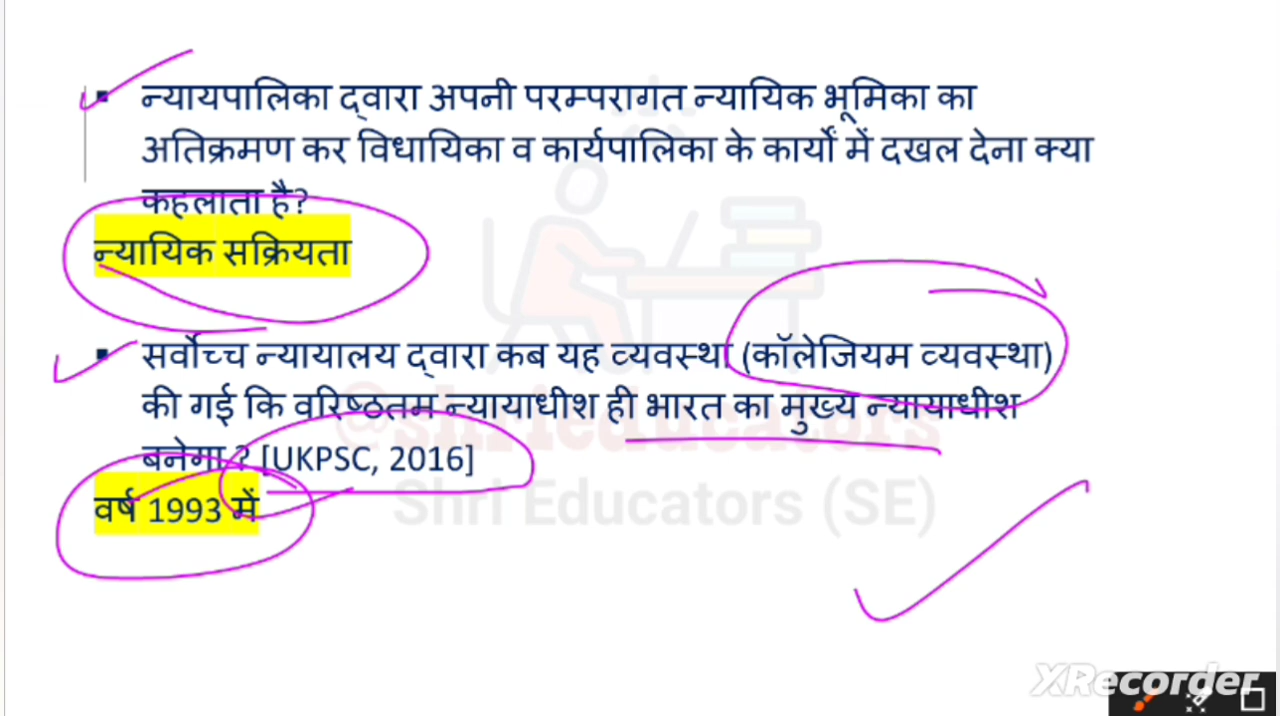 न्यायपालिका द्वारा अपनी परम्परागत न्यायिक भूमिका का
अतिक्रमण कर विधायिका व कार्यपालिका के कार्यों में दखल देना क्या
कहलाता है?
न्यायिक सक्रियता
सर्वोच्च न्यायालय द्वारा कब यह व्यवस्था (कॉलेजियम व्यवस्था)
की गई कि वरिष्ठतम न्यायाधीश ही भारत का मुख्य न्यायाधीश
बनेगा ? [UKPSC, 2016]
वर्ष 1993 में
@shrieducators
Shri Educators (SE)
XRecorder